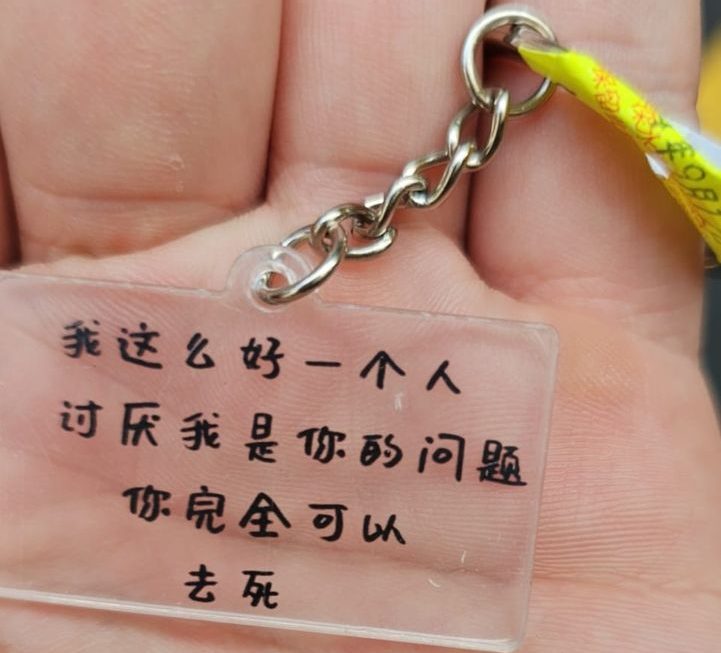 我这么好一个人
讨厌我是你的问题
你完全可以
去死